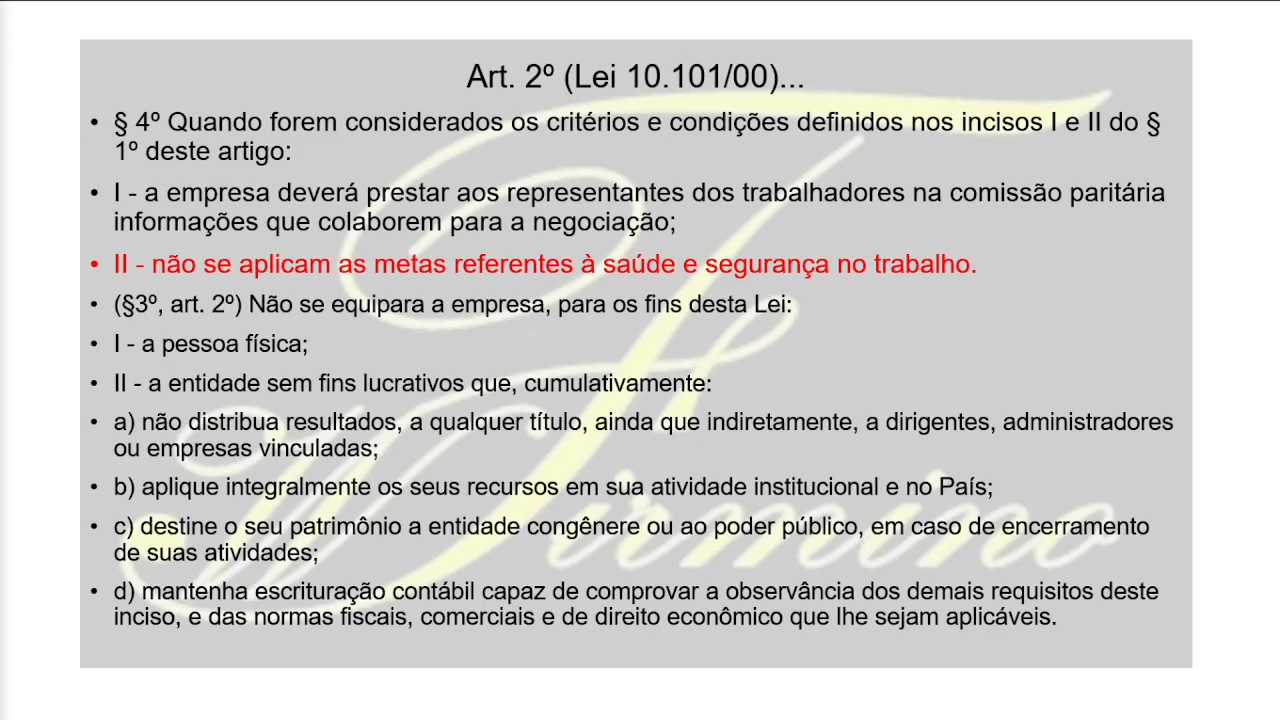 Art. 2º (Lei 10.101/00)...
• § 4º Quando forem considerados os critérios e condições definidos nos incisos I e II do §
1º deste artigo:
• I - a empresa deverá prestar aos representantes dos trabalhadores na comissão paritária
informações que colaborem para a negociação;
• II - não se aplicam as metas referentes à saúde e segurança no trabalho.
• (§3º, art. 2º) Não se equipara a empresa, para os fins desta Lei:
• I - a pessoa física;
• II - a entidade sem fins lucrativos que, cumulativamente:
• a) não distribua resultados, a qualquer título, ainda que indiretamente, a dirigentes, administradores
ou empresas vinculadas;
• b) aplique integralmente os seus recursos em sua atividade institucional e no País;
• c) destine o seu patrimônio a entidade congênere ou ao poder público, em caso de encerramento
de suas atividades;
• d) mantenha escrituração contábil capaz de comprovar a observância dos demais requisitos deste
inciso, e das normas fiscais, comerciais e de direito econômico que lhe sejam aplicáveis.